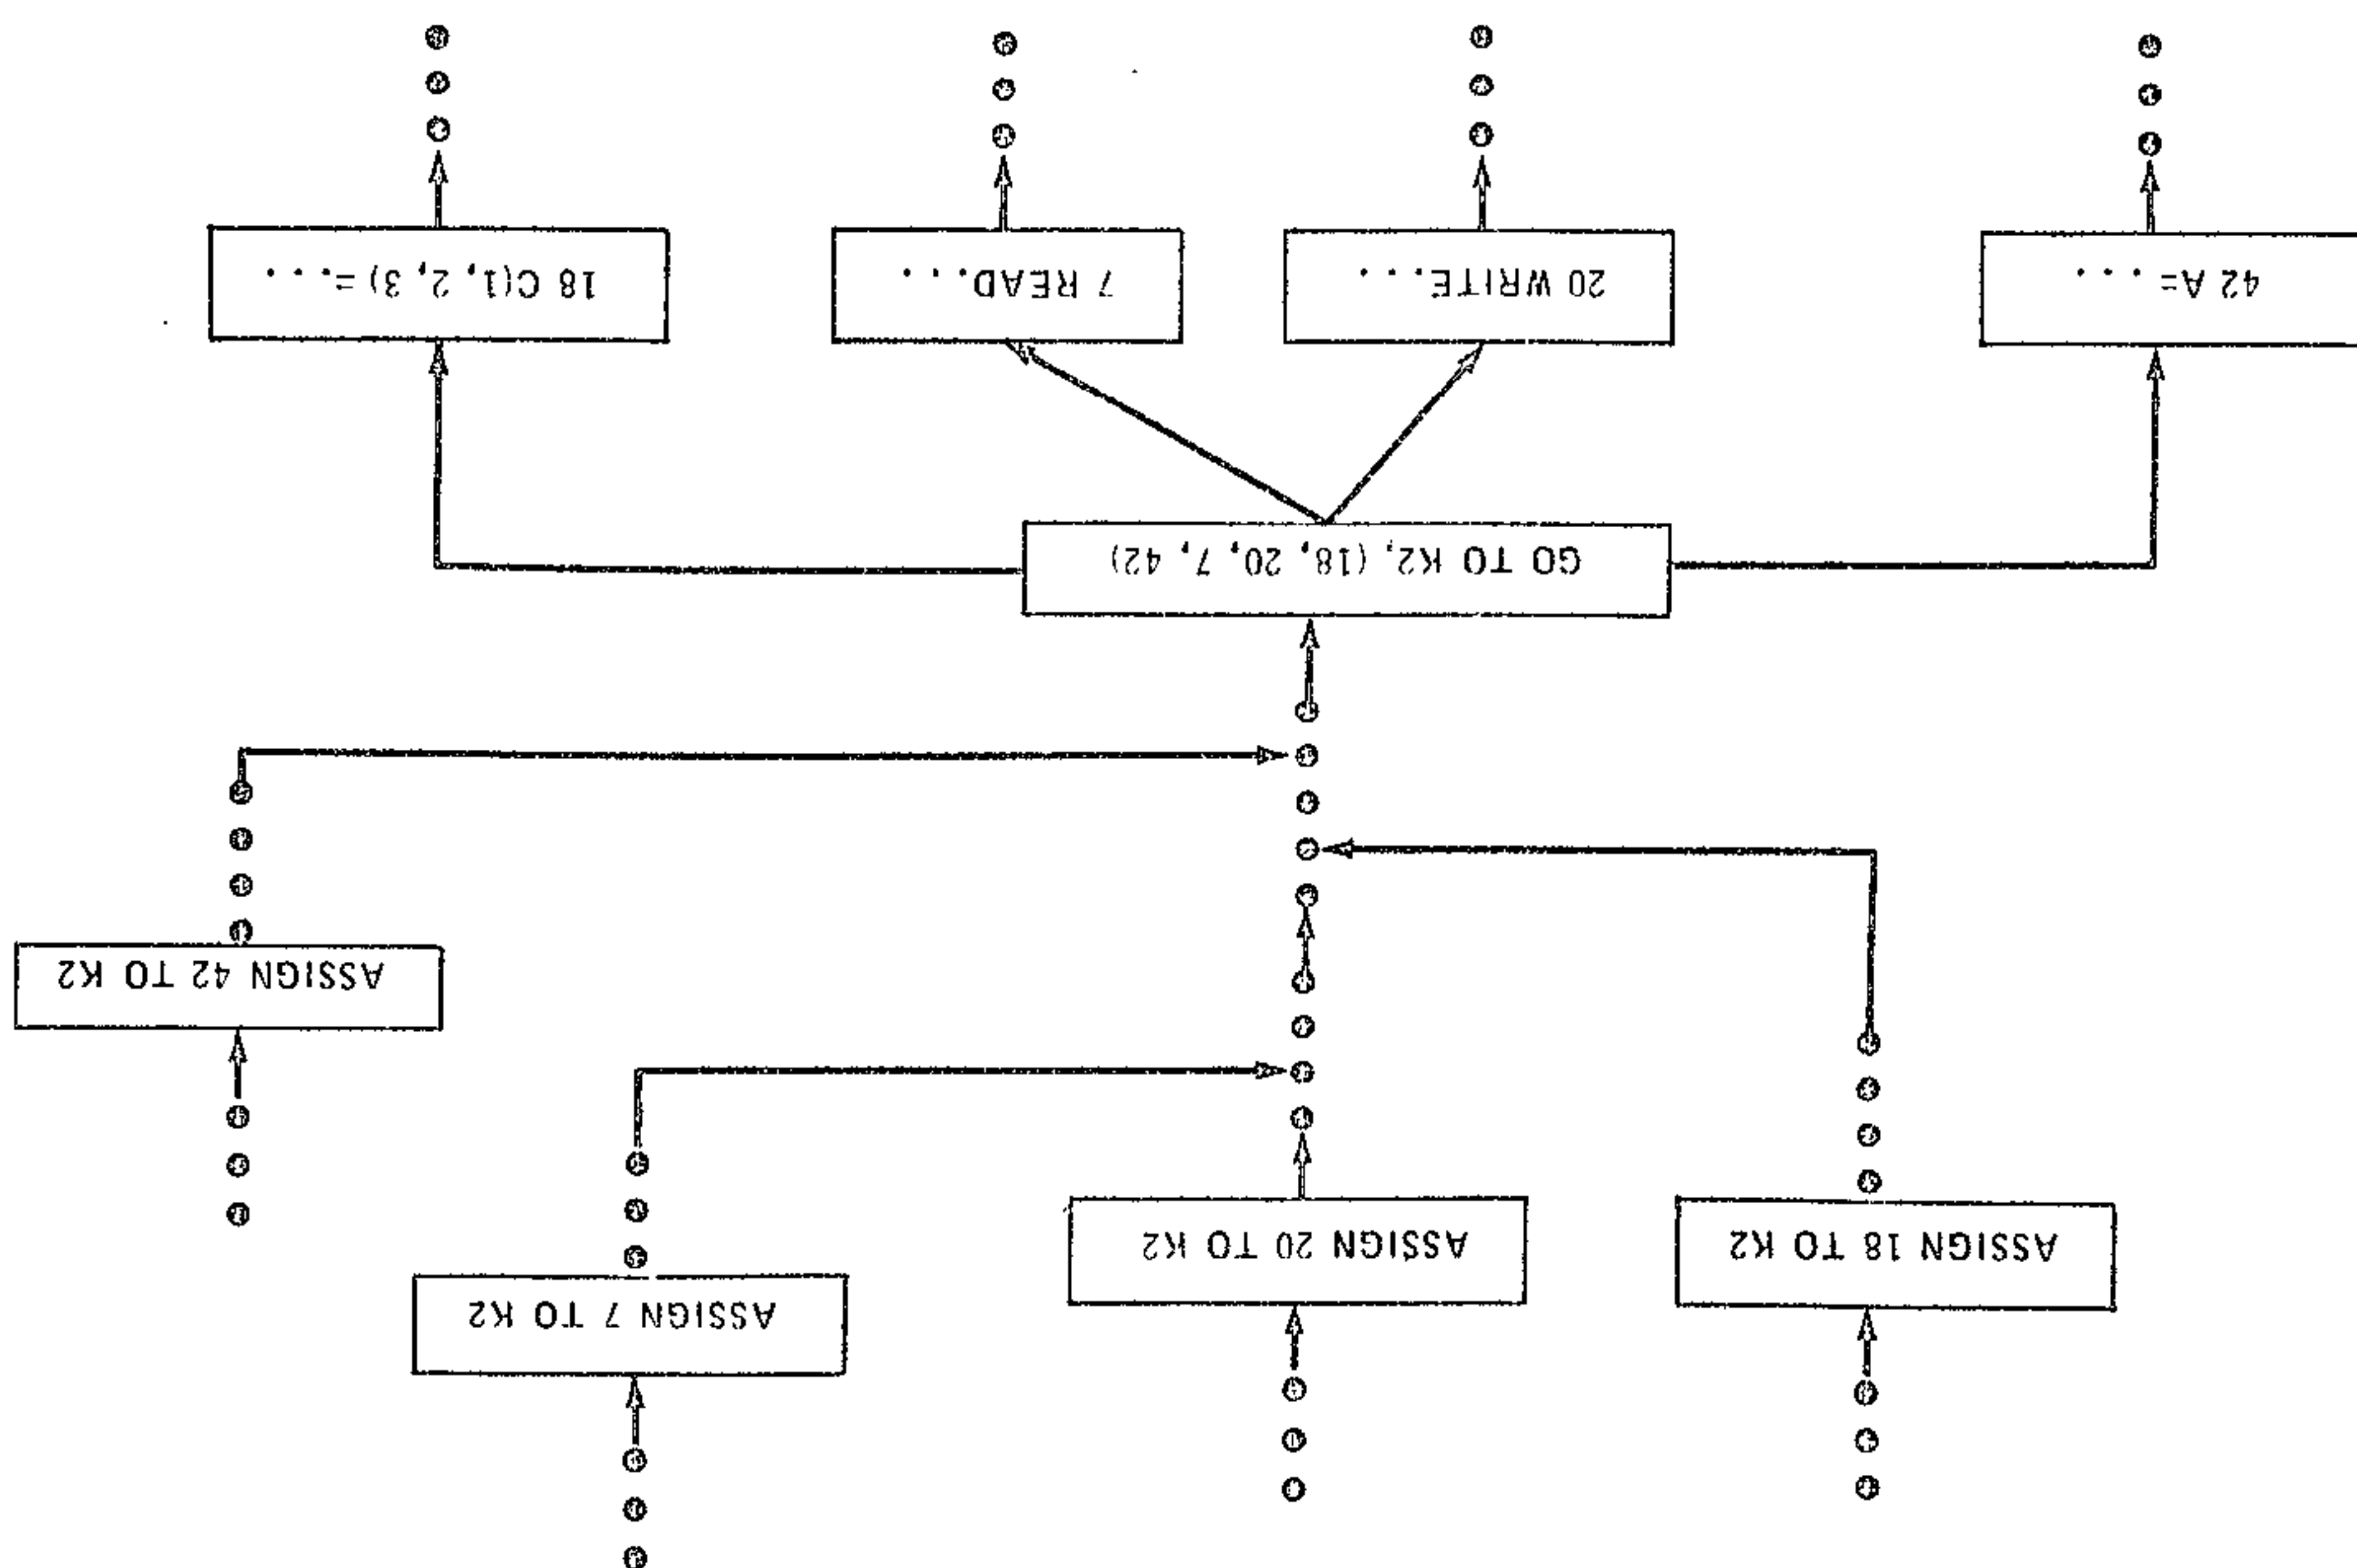 ASSIGN 18 TO K2
ASSIGN 20 TO K2
ASSIGN 7 TO K2
ASSIGN 42 TO K2
GO TO K2, (18, 20, 7, 42)
42 A= ...
20 WRITE...
7 READ...
18 C(1, 2, 3) =...